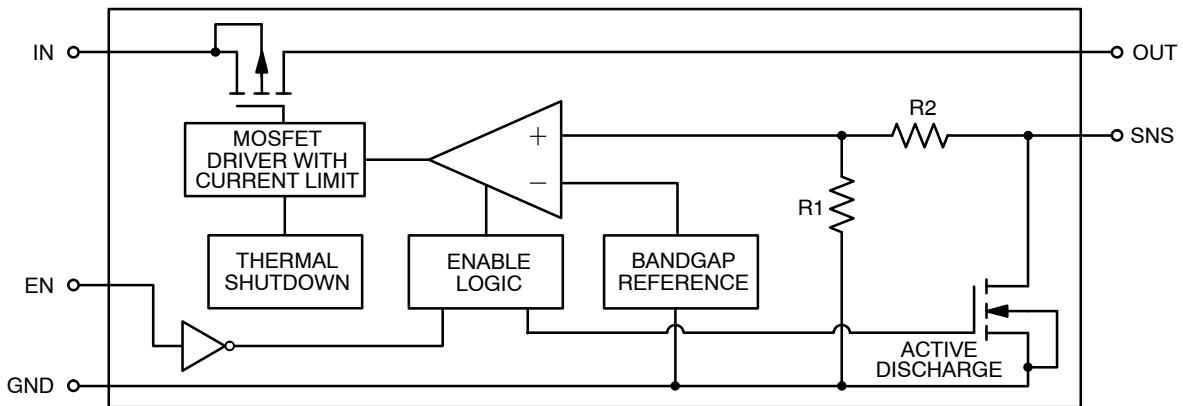 IN
OUT
R2
MOSFET
DRIVER WITH
CURRENT LIMIT
+
−
SNS
R1
THERMAL
SHUTDOWN
ENABLE
LOGIC
BANDGAP
REFERENCE
EN
ACTIVE
DISCHARGE
GND